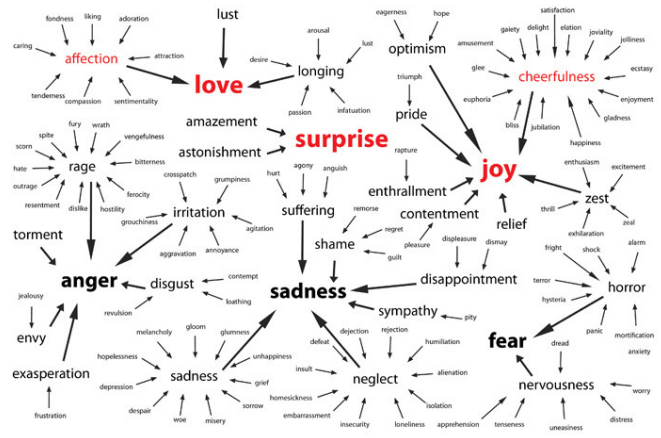 satisfaction
fondness
liking
adoration
lust
eagerness
hope
gaiety
delight
elation
joviality
caring
affection
attraction
arousal
lust
optimism
amusement
jolliness
desire
longing
glee
cheerfulness
ecstasy
tenderness
compassion
sentimentality
love
triumph
euphoria
enjoyment
passion
infatuation
pride
bliss
jubilation
gladness
amazement
surprise
happiness
fury
wrath
spite
vengefulness
astonishment
rapture
joy
enthusiasm
excitement
scorn
rage
bitterness
crosspatch
grumpiness
hurt
agony
anguish
hate
outrage
ferocity
enthrallment
zest
resentment
dislike
hostility
irritation
suffering
remorse
contentment
thrill
grouchiness
agitation
shame
regret
relief
zeal
torment
aggravation
annoyance
guilt
pleasure
displeasure
dismay
exhilaration
fright
shock
alarm
anger
disgust
contempt
sadness
disappointment
terror
horror
jealousy
loathing
hysteria
revulsion
sympathy
pity
envy
melancholy
gloom
glumness
dejection
rejection
fear
panic
mortification
defeat
humiliation
dread
anxiety
hopelessness
unhappiness
exasperation
sadness
insult
neglect
alienation
nervousness
depression
grief
homesickness
worry
frustration
despair
woe
misery
sorrow
embarrassment
insecurity
loneliness
isolation
apprehension
tenseness
uneasiness
distress